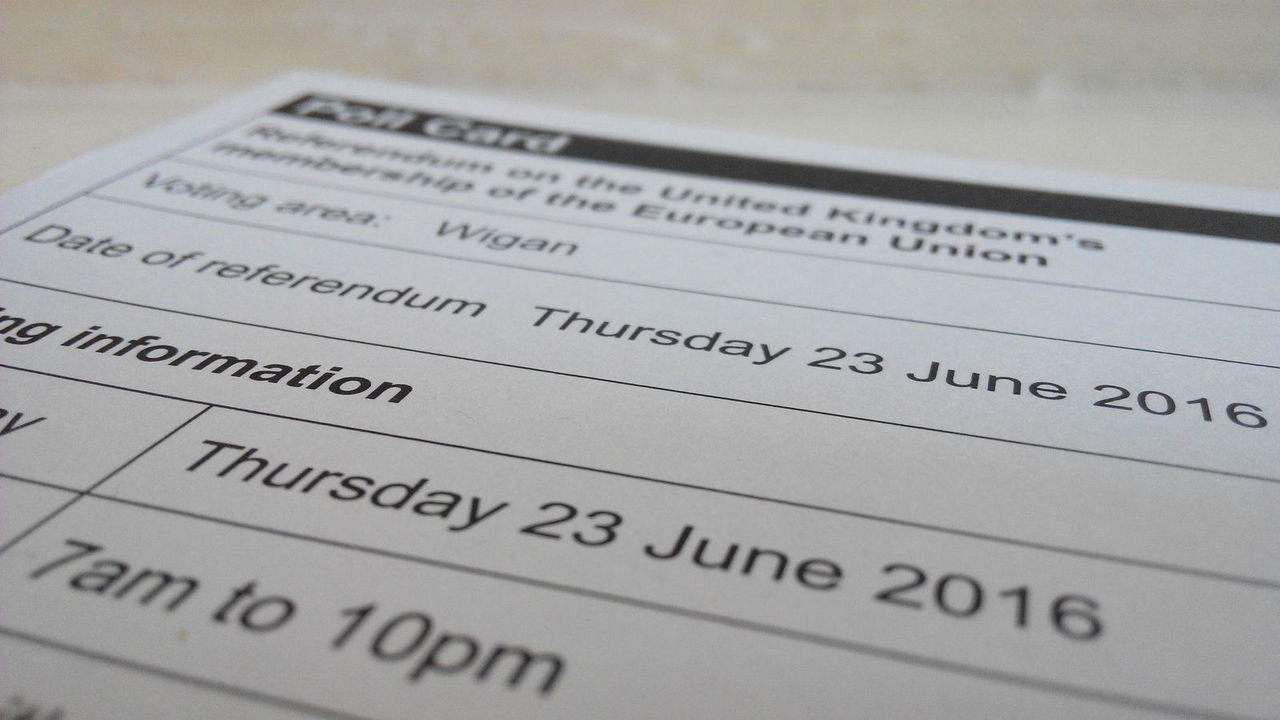 Poll Card
Referendum on the United Kingdom's
membership of the European Union
Voting area: Wigan
Date of referendum Thursday 23 June 2016
ng information
Thursday 23 June 2016
7am to 10pm